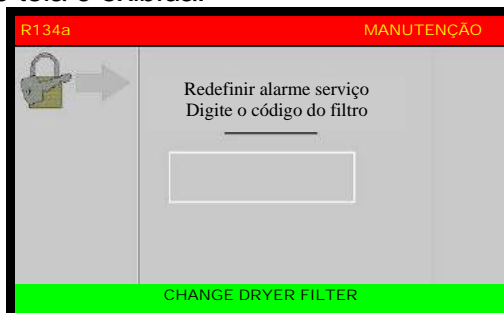 R134a MANUTENÇÃO
Redefinir alarme serviço
Digite o código do filtro
CHANGE DRYER FILTER